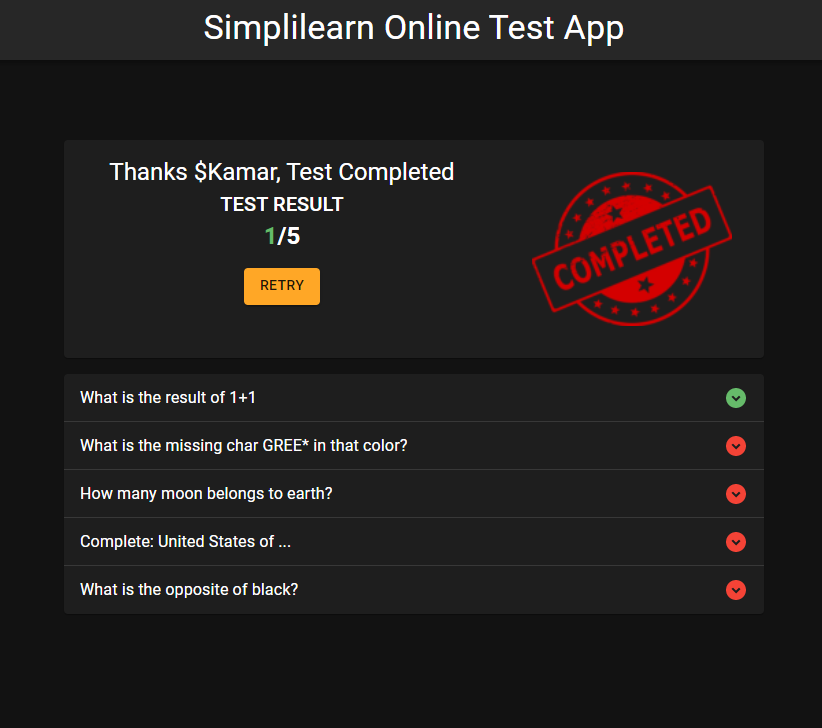 Simplilearn Online Test App
Thanks $Kamar, Test Completed
TEST RESULT
1/5
RETRY
COMPLETED
What is the result of 1+1
What is the missing char GREE* in that color?
How many moon belongs to earth?
Complete: United States of ...
What is the opposite of black?